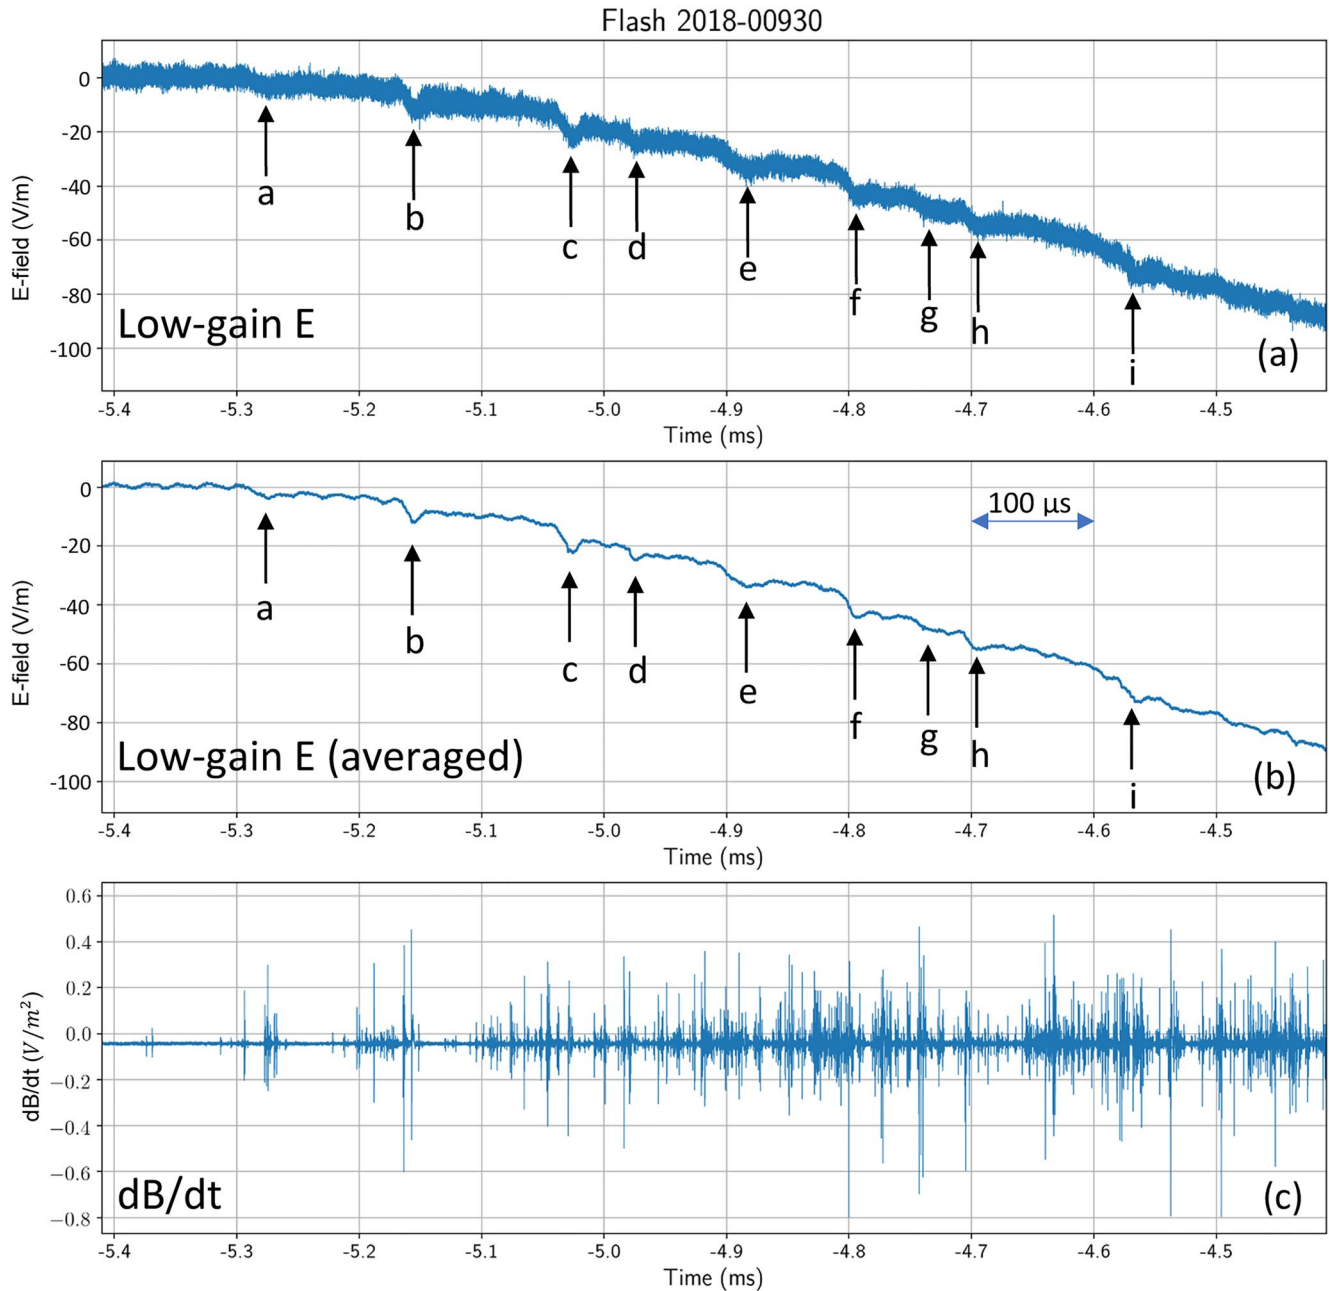 Flash 2018-00930
E-field (V/m)
0
-20
-40
-60
-80
-100
a
b
c
d
e
f
g
h
i
Low-gain E
(a)
-5.4 -5.3 -5.2 -5.1 -5.0 -4.9 -4.8 -4.7 -4.6 -4.5
Time (ms)
E-field (V/m)
0
-20
-40
-60
-80
-100
100 μs
a
b
c
d
e
f
g
h
i
Low-gain E (averaged)
(b)
-5.4 -5.3 -5.2 -5.1 -5.0 -4.9 -4.8 -4.7 -4.6 -4.5
Time (ms)
dB/dt (V/m²)
0.6
0.4
0.2
0.0
−0.2
−0.4
−0.6
−0.8
dB/dt
(c)
-5.4 -5.3 -5.2 -5.1 -5.0 -4.9 -4.8 -4.7 -4.6 -4.5
Time (ms)